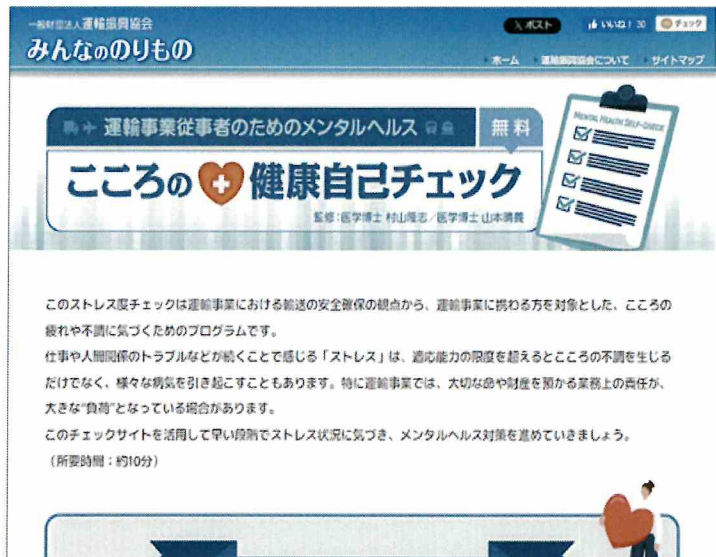 一般財団法人運輸振興協会
みんなののりもの
ポスト
いいね! 30
チェック
ホーム
運輸振興協会について
サイトマップ
運輸事業従事者のためのメンタルヘルス
無料
こころの健康自己チェック
監修:医学博士 村山隆志/医学博士 山本晴義
MENTAL HEALTH SELF-CHECK
このストレス度チェックは運輸事業における輸送の安全確保の観点から、運輸事業に携わる方を対象とした、こころの
疲れや不調に気づくためのプログラムです。
仕事や人間関係のトラブルなどが続くことで感じる「ストレス」は、適応能力の限度を超えるとこころの不調を生じる
だけでなく、様々な病気を引き起こすこともあります。特に運輸事業では、大切な命や財産を預かる業務上の責任が、
大きな"負荷"となっている場合があります。
このチェックサイトを活用して早い段階でストレス状況に気づき、メンタルヘルス対策を進めていきましょう。
(所要時間:約10分)